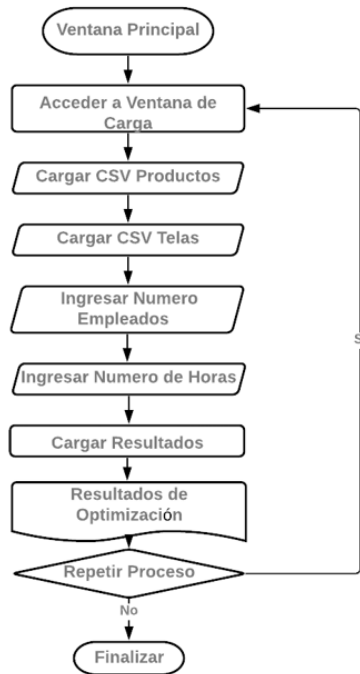 Ventana Principal
Acceder a Ventana de
Carga
Cargar CSV Productos
Cargar CSV Telas
Ingresar Numero
Empleados
Ingresar Numero de Horas
Cargar Resultados
Resultados de
Optimización
Repetir Proceso
No
Finalizar